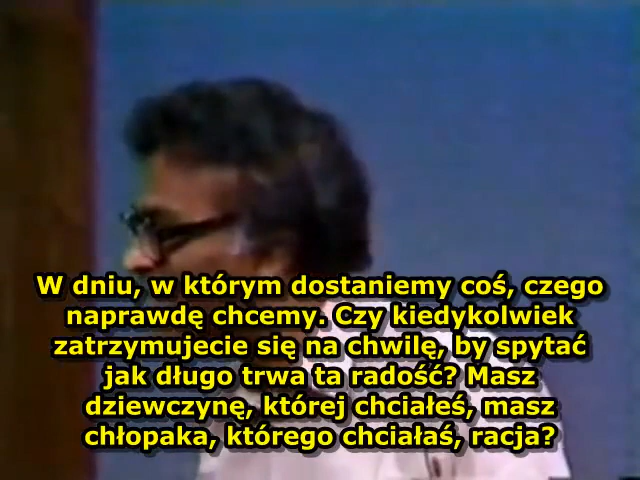 W dniu, w którym dostaniemy coś, czego
naprawdę chcemy. Czy kiedykolwiek
zatrzymujecie się na chwilę, by spytać
jak długo trwa ta radość? Masz
dziewczynę, której chciałeś, masz
chłopaka, którego chciałaś, racja?